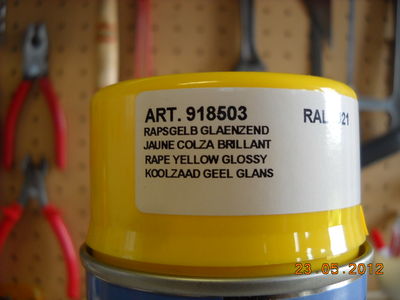 ART. 918503 RAL
RAPSGELB GLAENZEND
JAUNE COLZA BRILLANT
RAPE YELLOW GLOSSY
KOOLZAAD GEEL GLANS
23.05.2012